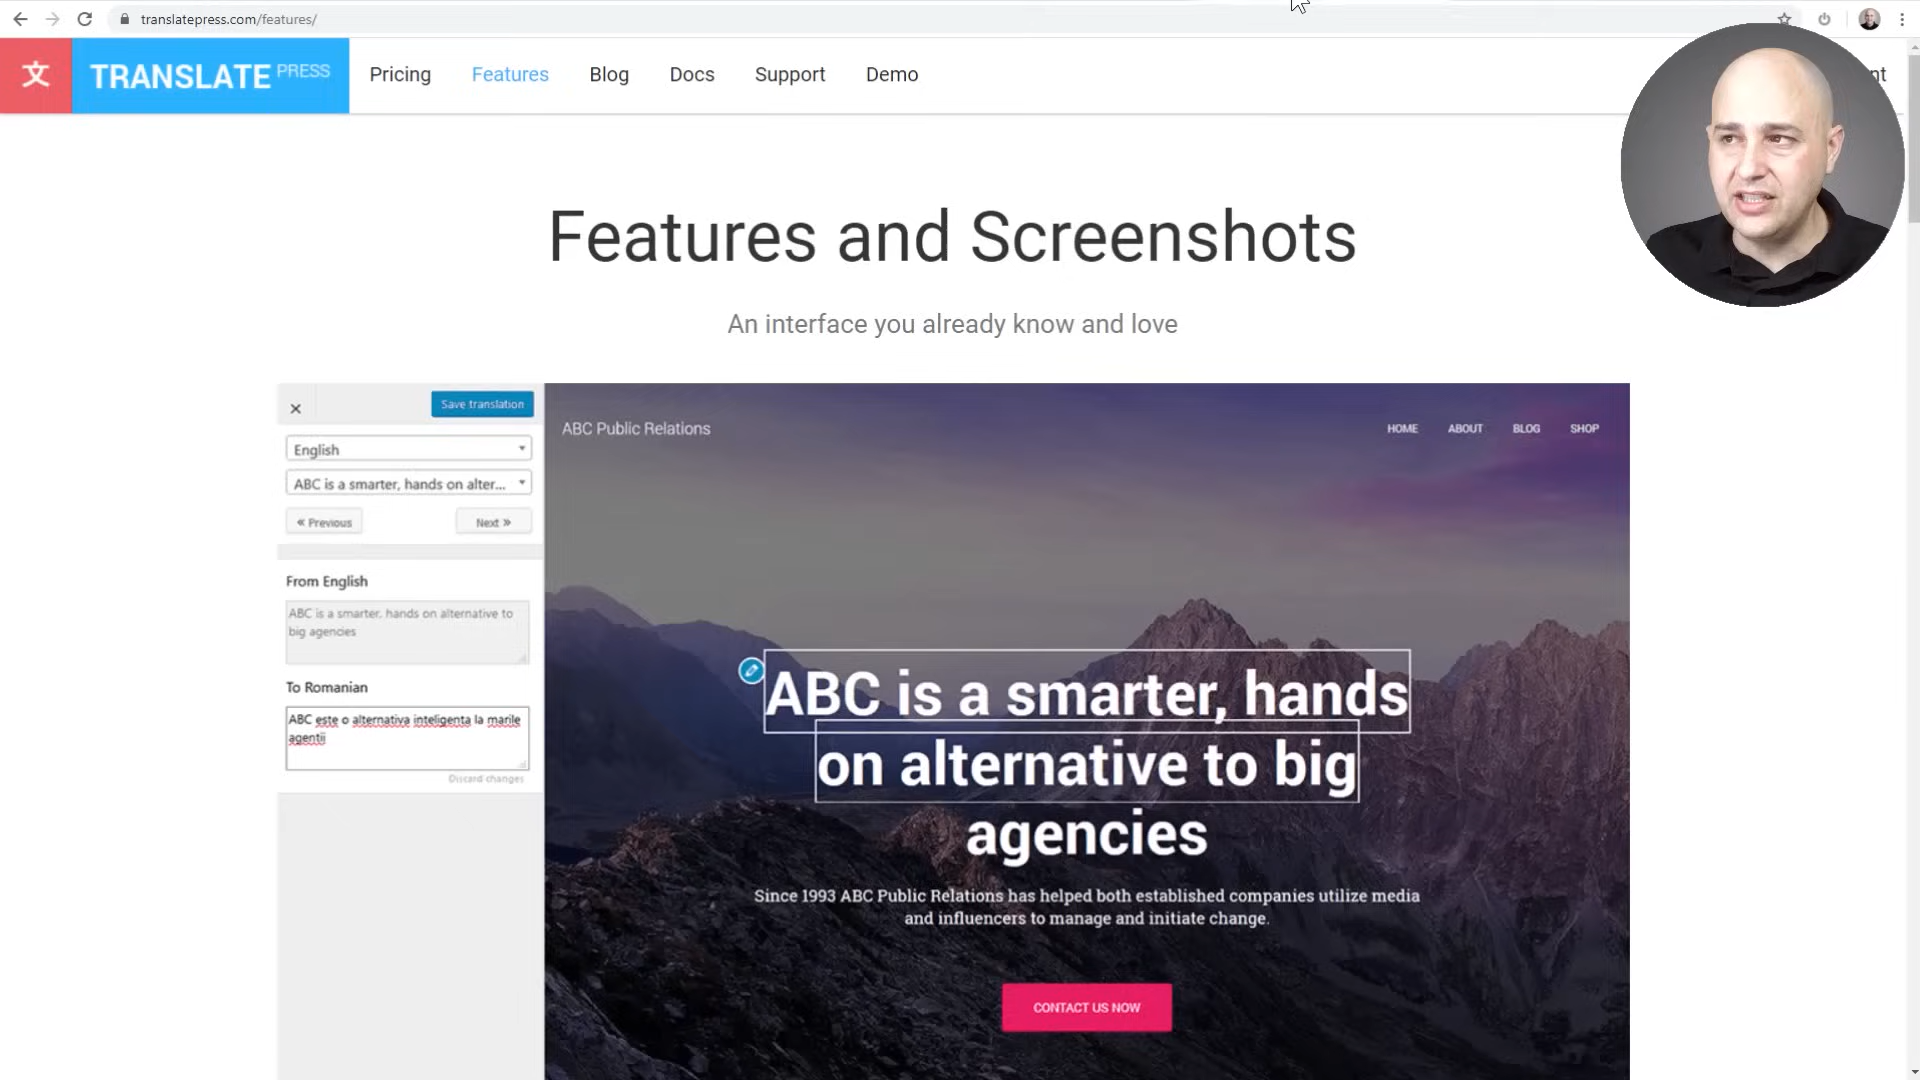 translatepress.com/features/
文 TRANSLATE PRESS Pricing Features Blog Docs Support Demo
Features and Screenshots
An interface you already know and love
Save translation
English
ABC is a smarter, hands on alter...
« Previous Next »
From English
ABC is a smarter, hands on alternative to
big agencies
To Romanian
ABC este o alternativa inteligenta la marile
agentii
Discard changes
ABC Public Relations HOME ABOUT BLOG SHOP
ABC is a smarter, hands
on alternative to big
agencies
Since 1993 ABC Public Relations has helped both established companies utilize media
and influencers to manage and initiate change.
CONTACT US NOW